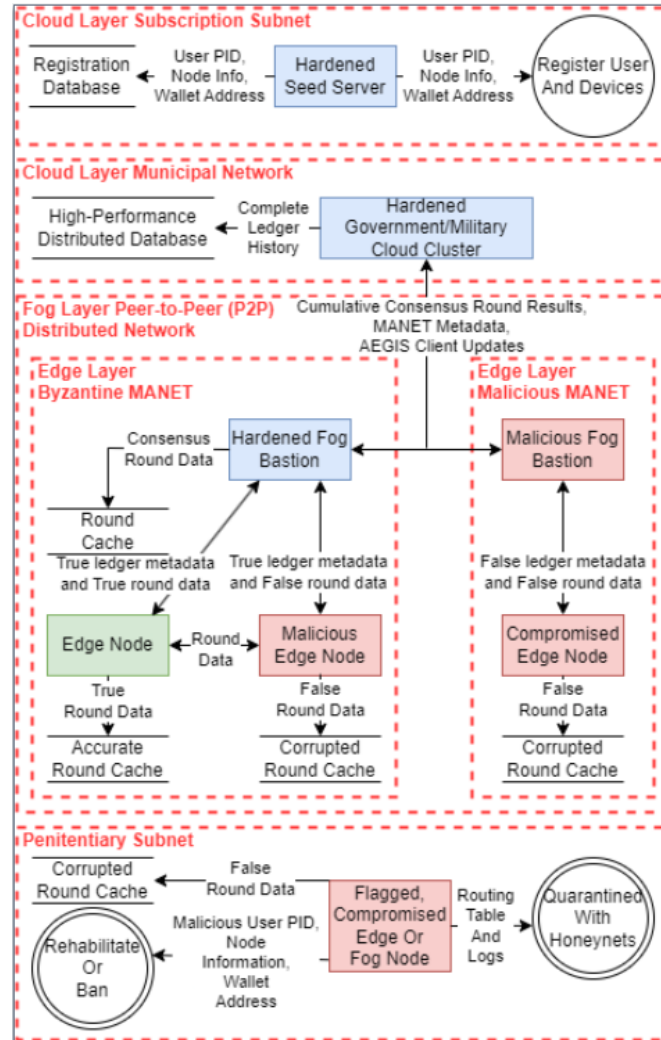 Cloud Layer Subscription Subnet
Registration
Database
User PID,
Node Info,
Wallet Address
Hardened
Seed Server
User PID,
Node Info,
Wallet Address
Register User
And Devices
Cloud Layer Municipal Network
High-Performance
Distributed Database
Complete
Ledger
History
Hardened
Government/Military
Cloud Cluster
Fog Layer Peer-to-Peer (P2P)
Distributed Network
Cumulative Consensus Round Results,
MANET Metadata,
AEGIS Client Updates
Edge Layer
Byzantine MANET
Edge Layer
Malicious MANET
Consensus
Round Data
Hardened Fog
Bastion
Malicious Fog
Bastion
Round
Cache
True ledger metadata
and True round data
True ledger metadata
and False round data
False ledger metadata
and False round data
Edge Node
Round
Data
Malicious
Edge Node
Compromised
Edge Node
True
Round Data
False
Round Data
False
Round Data
Accurate
Round Cache
Corrupted
Round Cache
Corrupted
Round Cache
Penitentiary Subnet
Corrupted
Round Cache
False
Round Data
Flagged,
Compromised
Edge Or
Fog Node
Routing
Table
And
Logs
Quarantined
With
Honeynets
Rehabilitate
Or
Ban
Malicious User PID,
Node
Information,
Wallet
Address